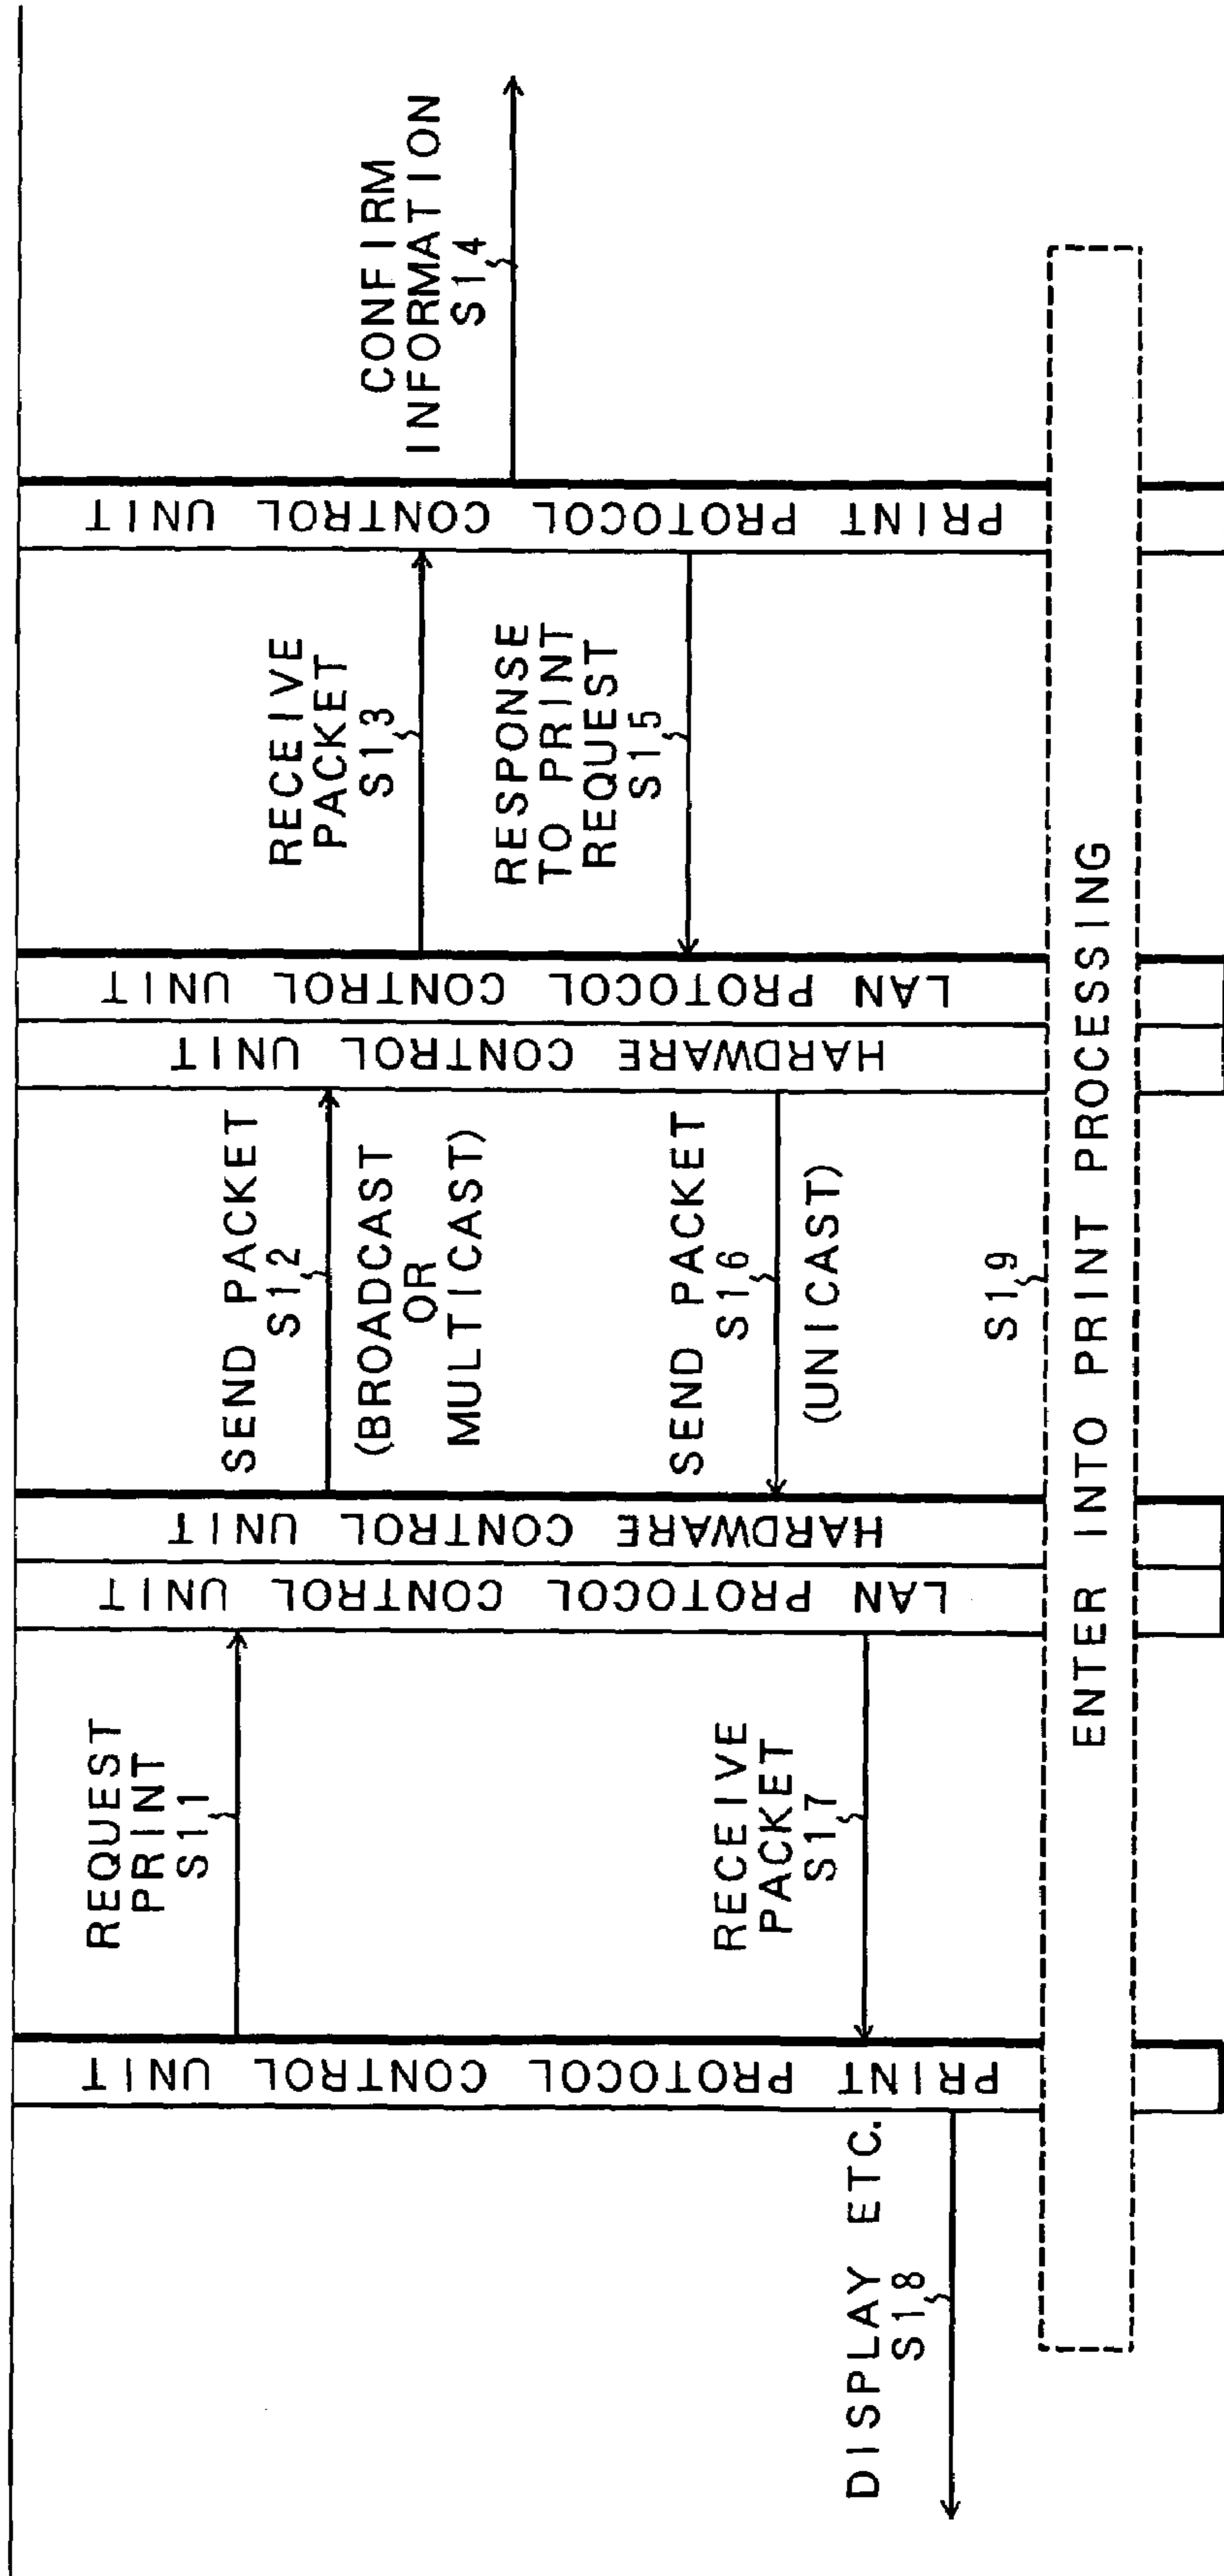 REQUEST
PRINT
S11
SEND PACKET
S12
(BROADCAST
OR
MULTICAST)
RECEIVE
PACKET
S13
CONFIRM
INFORMATION
S14
RESPONSE
TO PRINT
REQUEST
S15
SEND PACKET
S16
(UNICAST)
RECEIVE
PACKET
S17
DISPLAY ETC.
S18
PRINT PROTOCOL CONTROL UNIT
LAN PROTOCOL CONTROL UNIT
HARDWARE CONTROL UNIT
HARDWARE CONTROL UNIT
LAN PROTOCOL CONTROL UNIT
PRINT PROTOCOL CONTROL UNIT
S19
ENTER INTO PRINT PROCESSING